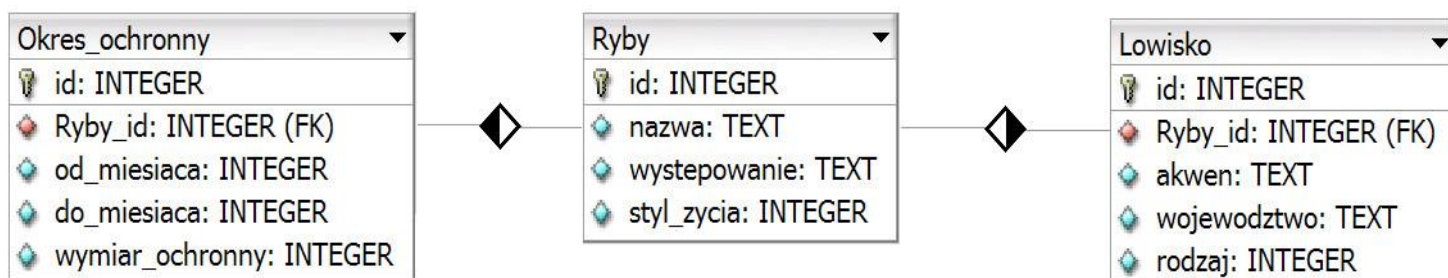 Okres_ochronny
id: INTEGER
Ryby_id: INTEGER (FK)
od_miesiaca: INTEGER
do_miesiaca: INTEGER
wymiar_ochronny: INTEGER
Ryby
id: INTEGER
nazwa: TEXT
wystepowanie: TEXT
styl_zycia: INTEGER
Lowisko
id: INTEGER
Ryby_id: INTEGER (FK)
akwen: TEXT
wojewodztwo: TEXT
rodzaj: INTEGER